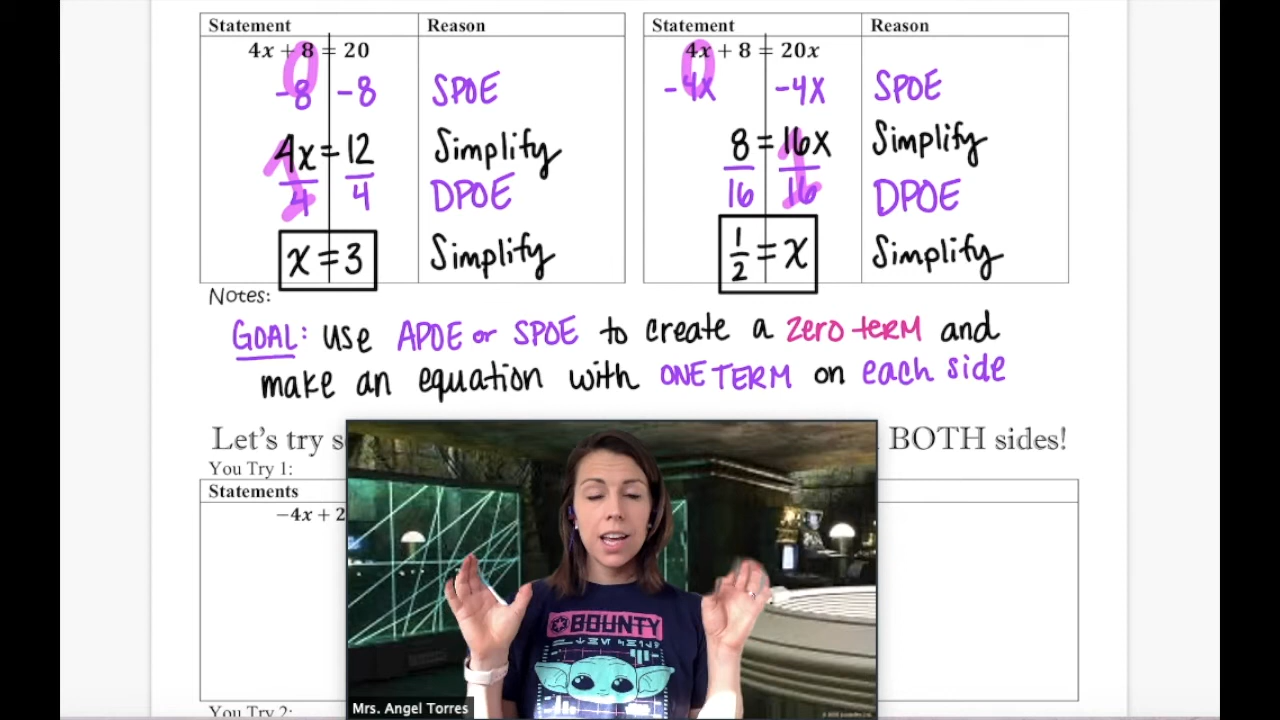 Statement Reason
4x + 8 = 20
0
-8 -8 SPOE
4x = 12 Simplify
1
4 4 DPOE
x = 3 Simplify
Statement Reason
4x + 8 = 20x
0
-4x -4x SPOE
8 = 16x Simplify
1
16 16 DPOE
1/2 = x Simplify
Notes:
GOAL: use APOE or SPOE to create a zero term and
make an equation with ONE TERM on each side
Let's try s BOTH sides!
You Try 1:
Statements
−4x + 2
BOUNTY
Mrs. Angel Torres
You Try 2: